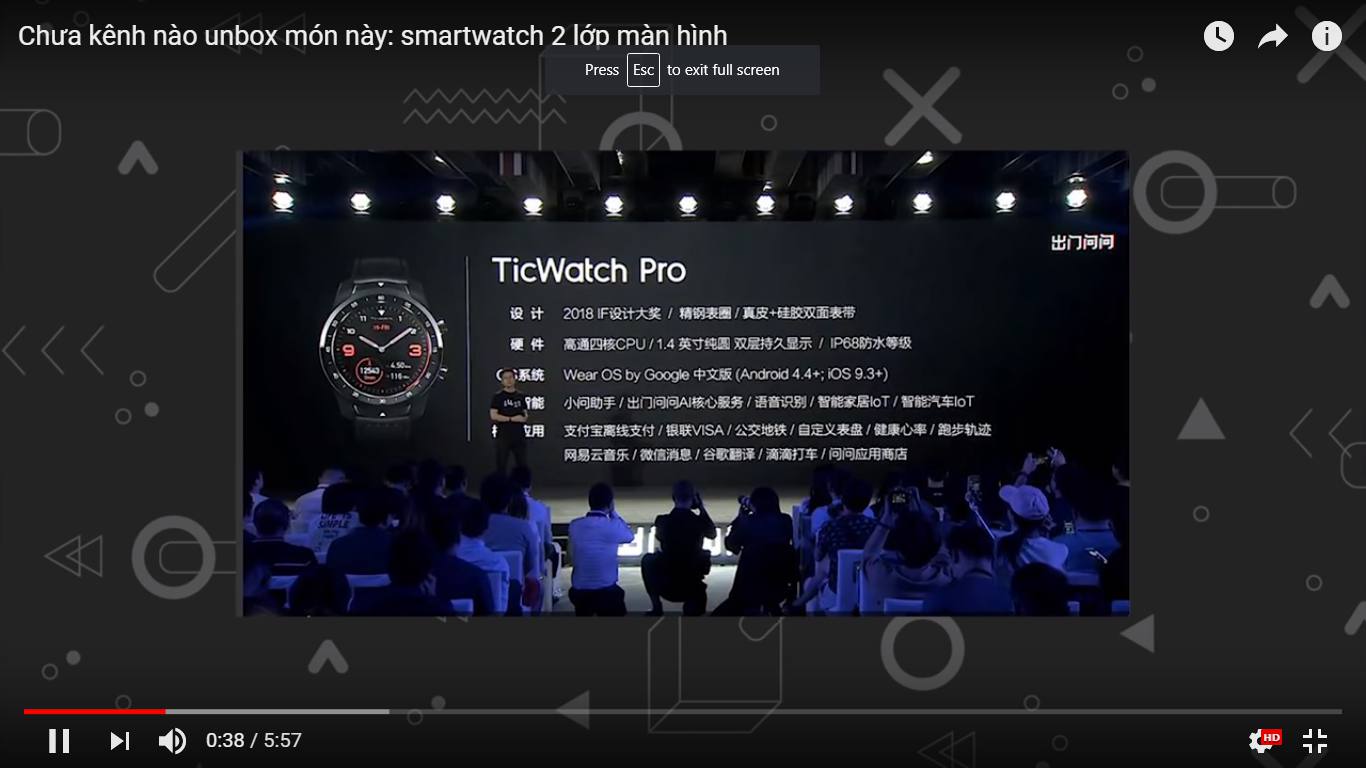 Chưa kênh nào unbox món này: smartwatch 2 lớp màn hình
Press Esc to exit full screen
出门问问
TicWatch Pro
设 计 2018 IF设计大奖 / 精钢表圈 / 真皮+硅胶双面表带
硬 件 高通四核CPU / 1.4 英寸纯圆 双层持久显示 / IP68防水等级
系统 Wear OS by Google 中文版 (Android 4.4+; iOS 9.3+)
能 小问助手 / 出门问问AI核心服务 / 语音识别 / 智能家居IoT / 智能汽车IoT
应用 支付宝离线支付 / 银联VISA / 公交地铁 / 自定义表盘 / 健康心率 / 跑步轨迹
网易云音乐 / 微信消息 / 谷歌翻译 / 滴滴打车 / 问问应用商店
11 1
10 2
9 3
12543
SIMPLE
0:38 / 5:57
HD